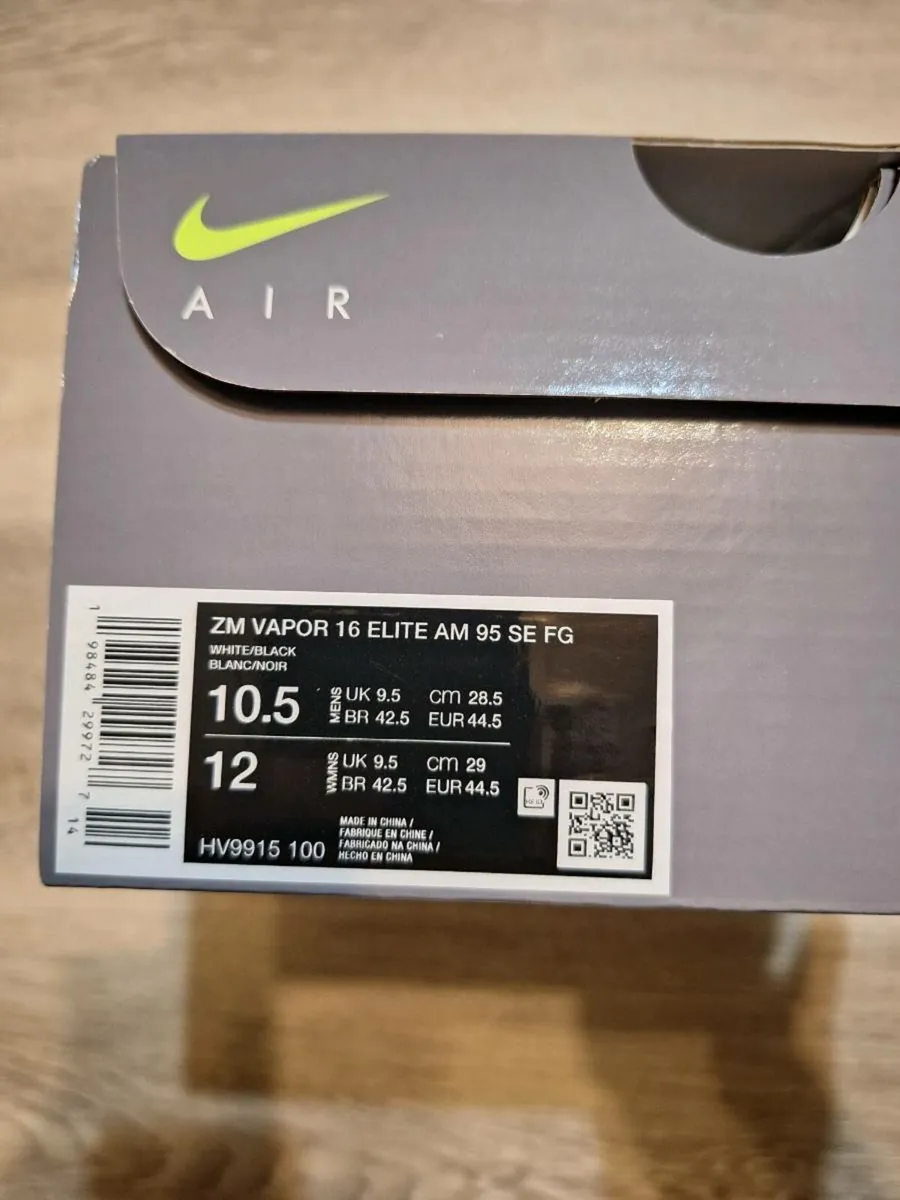 AIR
ZM VAPOR 16 ELITE AM 95 SE FG
WHITE/BLACK
BLANC/NOIR
10.5 MENS UK 9.5 CM 28.5
BR 42.5 EUR 44.5
12 WMNS UK 9.5 CM 29
BR 42.5 EUR 44.5
HV9915 100
MADE IN CHINA /
FABRIQUE EN CHINE /
FABRICADO NA CHINA /
HECHO EN CHINA
1 98484 29972 7 14